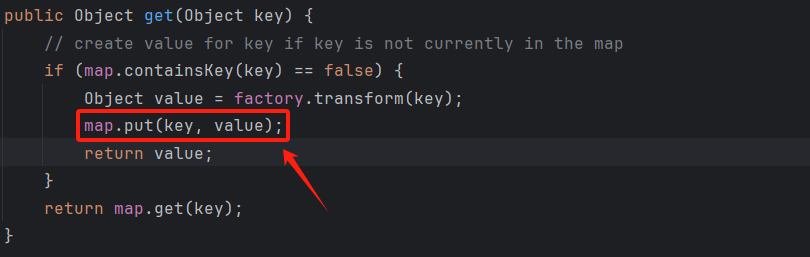 public Object get(Object key) {
// create value for key if key is not currently in the map
if (map.containsKey(key) == false) {
Object value = factory.transform(key);
map.put(key, value);
return value;
}
return map.get(key);
}